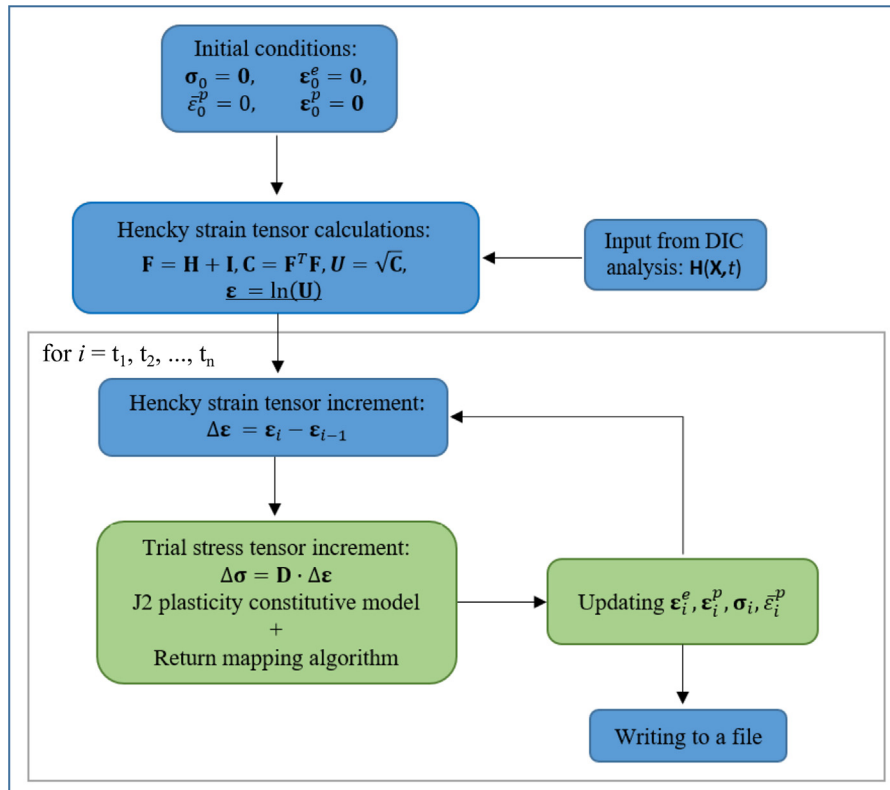 Initial conditions:
𝛔₀ = 𝟎, 𝛆₀ᵉ = 𝟎,
ε̄₀ᵖ = 0, 𝛆₀ᵖ = 𝟎
Hencky strain tensor calculations:
𝐅 = 𝐇 + 𝐈, 𝐂 = 𝐅ᵀ𝐅, 𝑼 = √𝐂,
𝛆 = ln(𝐔)
Input from DIC
analysis: 𝗛(𝗫,t)
for i = t₁, t₂, ..., tₙ
Hencky strain tensor increment:
Δ𝛆 = 𝛆ᵢ − 𝛆ᵢ₋₁
Trial stress tensor increment:
Δ𝛔 = 𝐃 · Δ𝛆
J2 plasticity constitutive model
+
Return mapping algorithm
Updating 𝛆ᵢᵉ, 𝛆ᵢᵖ, 𝛔ᵢ, ε̄ᵢᵖ
Writing to a file